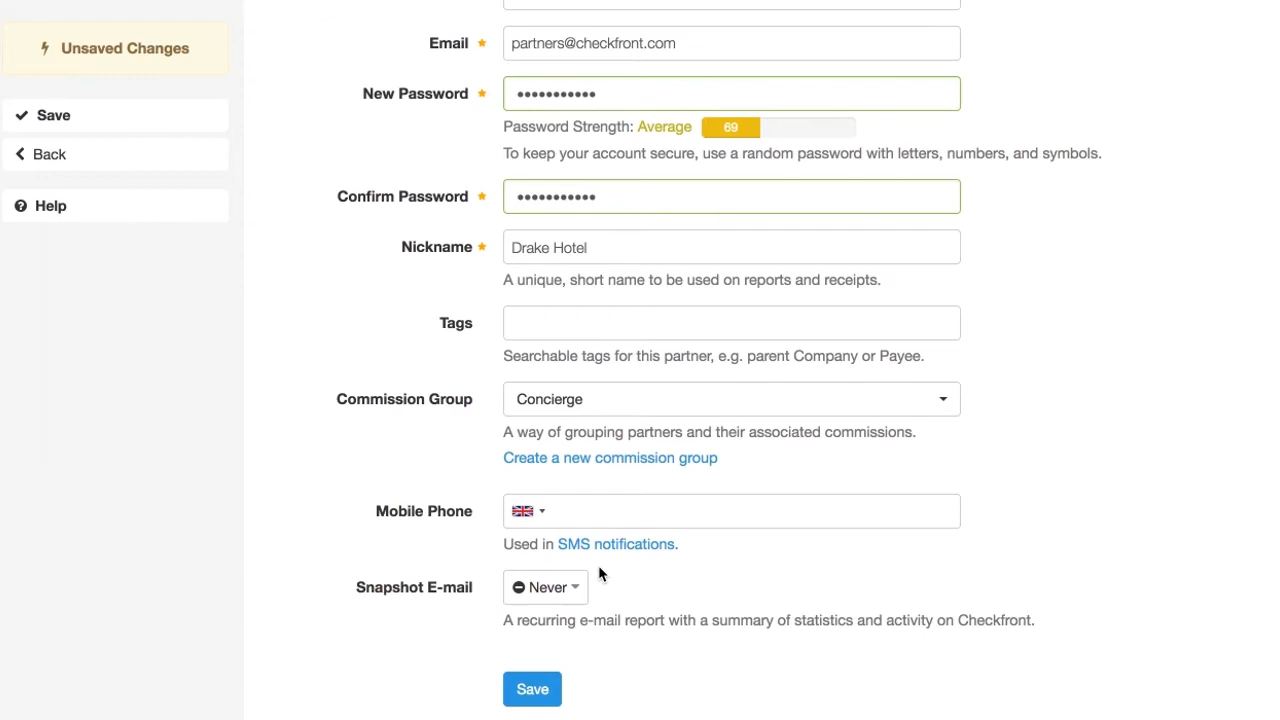 Unsaved Changes
Save
Back
Help
Email
partners@checkfront.com
New Password
•••••••••••
Password Strength: Average 69
To keep your account secure, use a random password with letters, numbers, and symbols.
Confirm Password
•••••••••••
Nickname
Drake Hotel
A unique, short name to be used on reports and receipts.
Tags
Searchable tags for this partner, e.g. parent Company or Payee.
Commission Group
Concierge
A way of grouping partners and their associated commissions.
Create a new commission group
Mobile Phone
Used in SMS notifications.
Snapshot E-mail
Never
A recurring e-mail report with a summary of statistics and activity on Checkfront.
Save